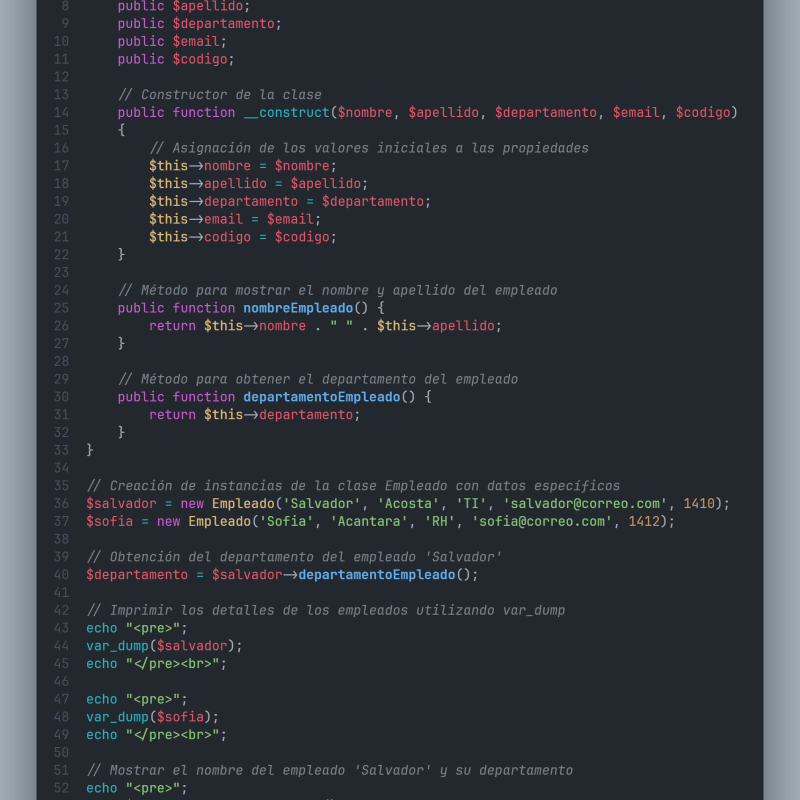 8 public $apellido;
9 public $departamento;
10 public $email;
11 public $codigo;
12
13 // Constructor de la clase
14 public function __construct($nombre, $apellido, $departamento, $email, $codigo)
15 {
16 // Asignación de los valores iniciales a las propiedades
17 $this->nombre = $nombre;
18 $this->apellido = $apellido;
19 $this->departamento = $departamento;
20 $this->email = $email;
21 $this->codigo = $codigo;
22 }
23
24 // Método para mostrar el nombre y apellido del empleado
25 public function nombreEmpleado() {
26 return $this->nombre . " " . $this->apellido;
27 }
28
29 // Método para obtener el departamento del empleado
30 public function departamentoEmpleado() {
31 return $this->departamento;
32 }
33 }
34
35 // Creación de instancias de la clase Empleado con datos específicos
36 $salvador = new Empleado('Salvador', 'Acosta', 'TI', 'salvador@correo.com', 1410);
37 $sofia = new Empleado('Sofia', 'Acantara', 'RH', 'sofia@correo.com', 1412);
38
39 // Obtención del departamento del empleado 'Salvador'
40 $departamento = $salvador->departamentoEmpleado();
41
42 // Imprimir los detalles de los empleados utilizando var_dump
43 echo "<pre>";
44 var_dump($salvador);
45 echo "</pre><br>";
46
47 echo "<pre>";
48 var_dump($sofia);
49 echo "</pre><br>";
50
51 // Mostrar el nombre del empleado 'Salvador' y su departamento
52 echo "<pre>";